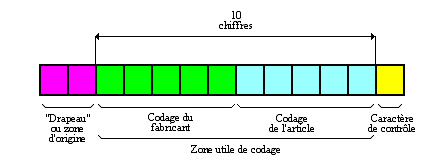 10
chiffres
"Drapeau"
ou zone
d'origine
Codage du
fabricant
Codage
de l'article
Caractère
de contrôle
Zone utile de codage